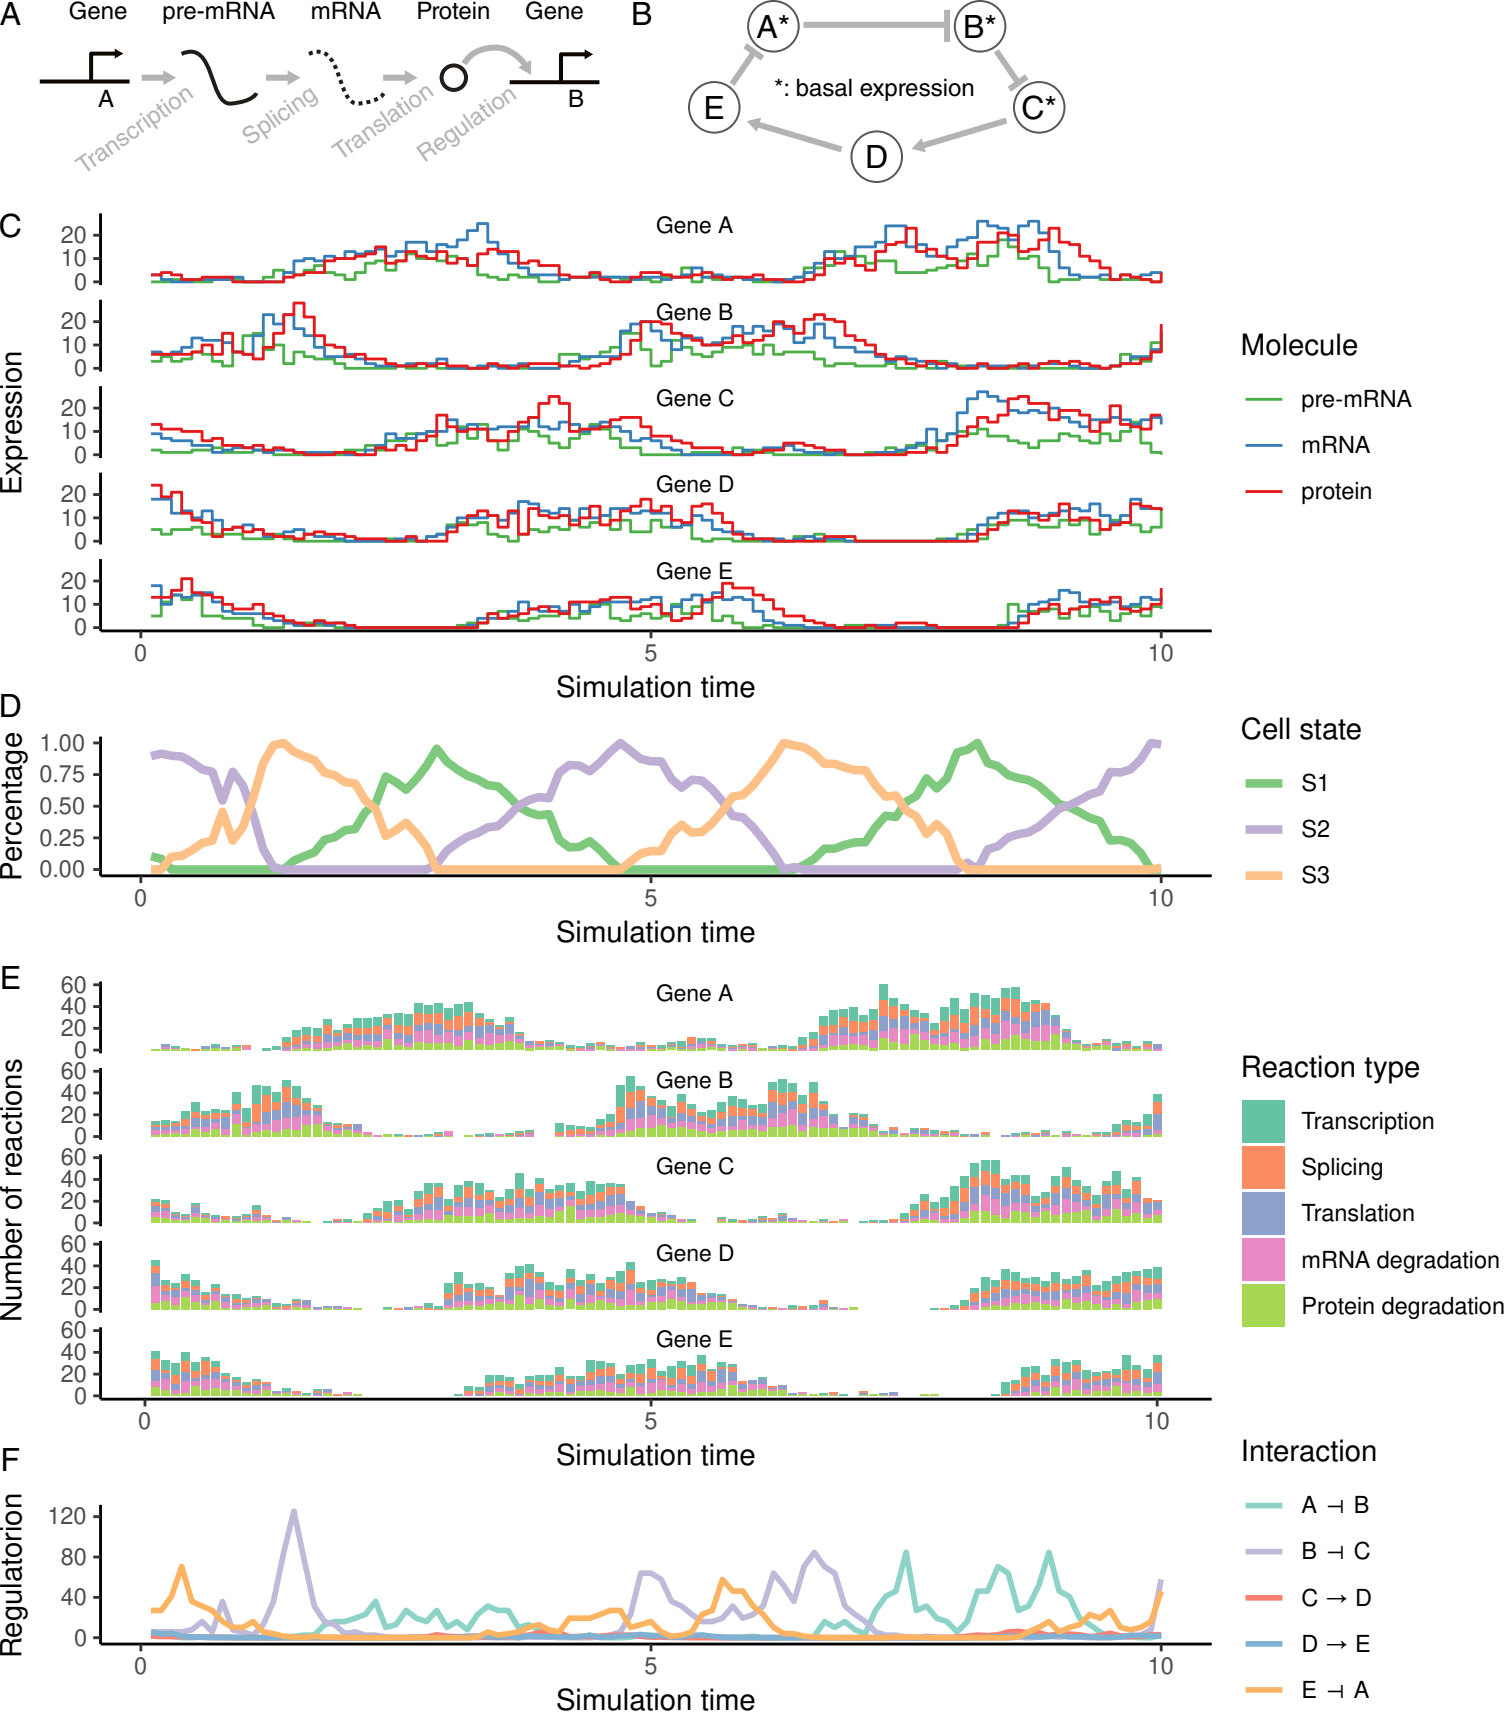 A
Gene pre-mRNA mRNA Protein Gene
A B
Transcription
Splicing
Translation
Regulation
B
A* B*
*: basal expression
E C*
D
C
Expression
Gene A
20
10
0
Gene B
20
10
0
Gene C
20
10
0
Gene D
20
10
0
Gene E
20
10
0
0 5 10
Simulation time
Molecule
pre-mRNA
mRNA
protein
D
Percentage
1.00
0.75
0.50
0.25
0.00
0 5 10
Simulation time
Cell state
S1
S2
S3
E
Number of reactions
Gene A
60
40
20
0
Gene B
60
40
20
0
Gene C
60
40
20
0
Gene D
60
40
20
0
Gene E
60
40
20
0
0 5 10
Simulation time
Reaction type
Transcription
Splicing
Translation
mRNA degradation
Protein degradation
F
Regulatorion
120
80
40
0
0 5 10
Simulation time
Interaction
A ⊣ B
B ⊣ C
C → D
D → E
E ⊣ A